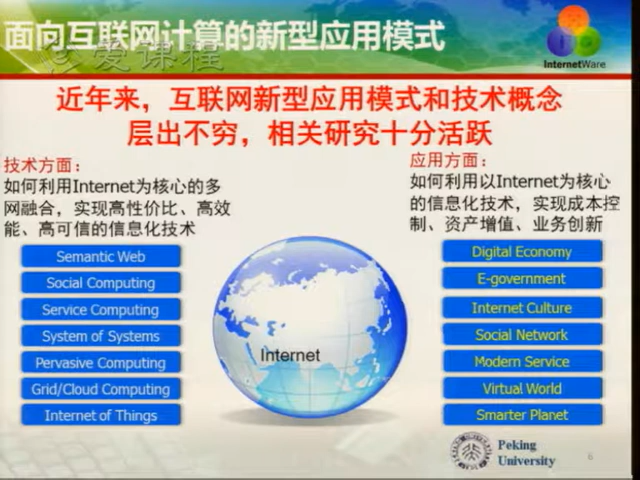 面向互联网计算的新型应用模式
爱课程
InternetWare
近年来，互联网新型应用模式和技术概念
层出不穷，相关研究十分活跃
技术方面：
如何利用Internet为核心的多
网融合，实现高性价比、高效
能、高可信的信息化技术
Semantic Web
Social Computing
Service Computing
System of Systems
Pervasive Computing
Grid/Cloud Computing
Internet of Things
Internet
应用方面：
如何利用以Internet为核心
的信息化技术，实现成本控
制、资产增值、业务创新
Digital Economy
E-government
Internet Culture
Social Network
Modern Service
Virtual World
Smarter Planet
Peking
University
6